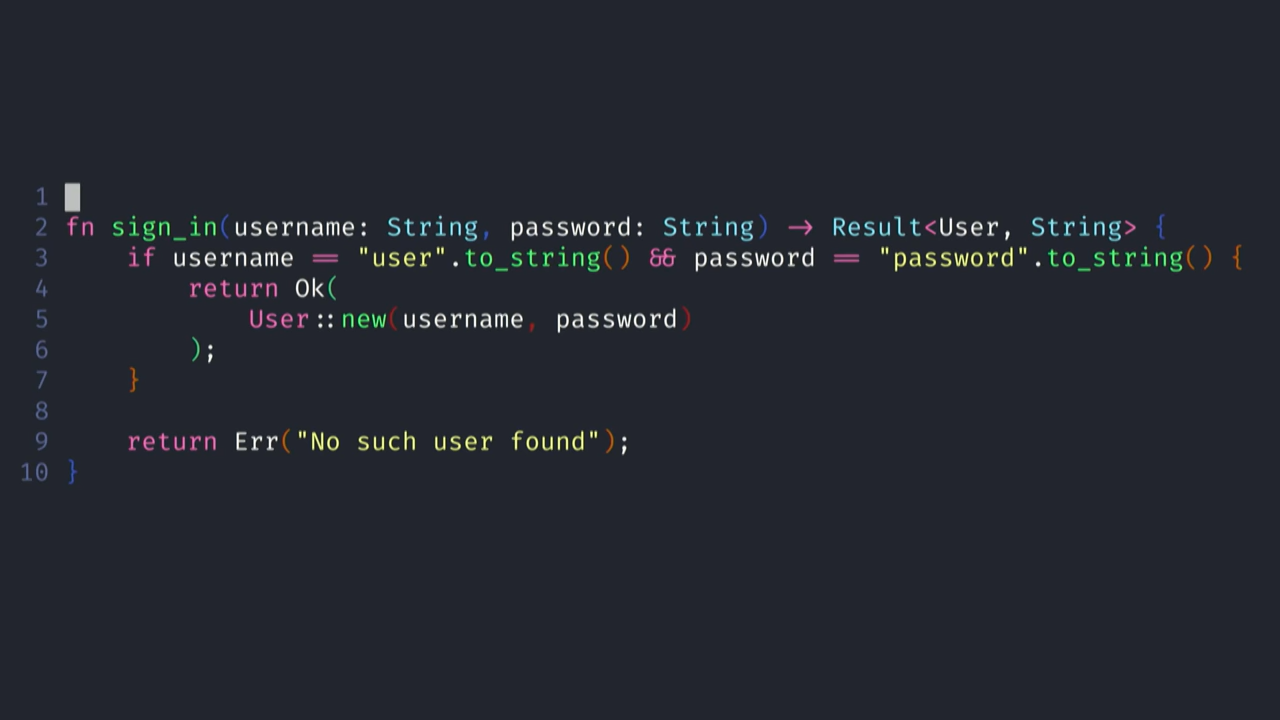 1
2 fn sign_in(username: String, password: String) -> Result<User, String> {
3     if username == "user".to_string() && password == "password".to_string() {
4         return Ok(
5             User::new(username, password)
6         );
7     }
8
9     return Err("No such user found");
10 }